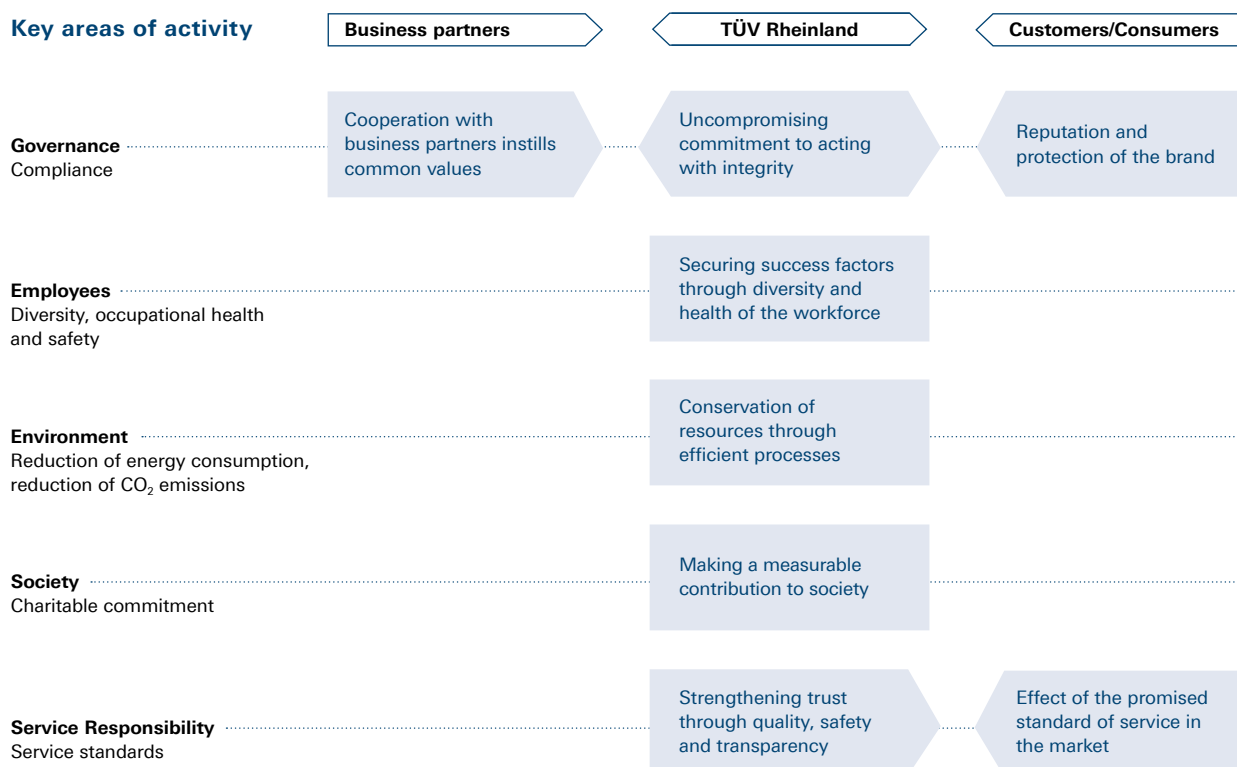 Key areas of activity
Business partners
TÜV Rheinland
Customers/Consumers
Governance
Compliance
Cooperation with
business partners instills
common values
Uncompromising
commitment to acting
with integrity
Reputation and
protection of the brand
Employees
Diversity, occupational health
and safety
Securing success factors
through diversity and
health of the workforce
Environment
Reduction of energy consumption,
reduction of CO₂ emissions
Conservation of
resources through
efficient processes
Society
Charitable commitment
Making a measurable
contribution to society
Service Responsibility
Service standards
Strengthening trust
through quality, safety
and transparency
Effect of the promised
standard of service in
the market